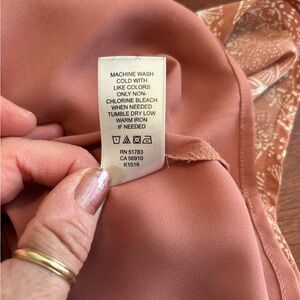 MACHINE WASH
COLD WITH
LIKE COLORS
ONLY NON-
CHLORINE BLEACH
WHEN NEEDED
TUMBLE DRY LOW
WARM IRON
IF NEEDED
RN 51783
CA 56910
K1016